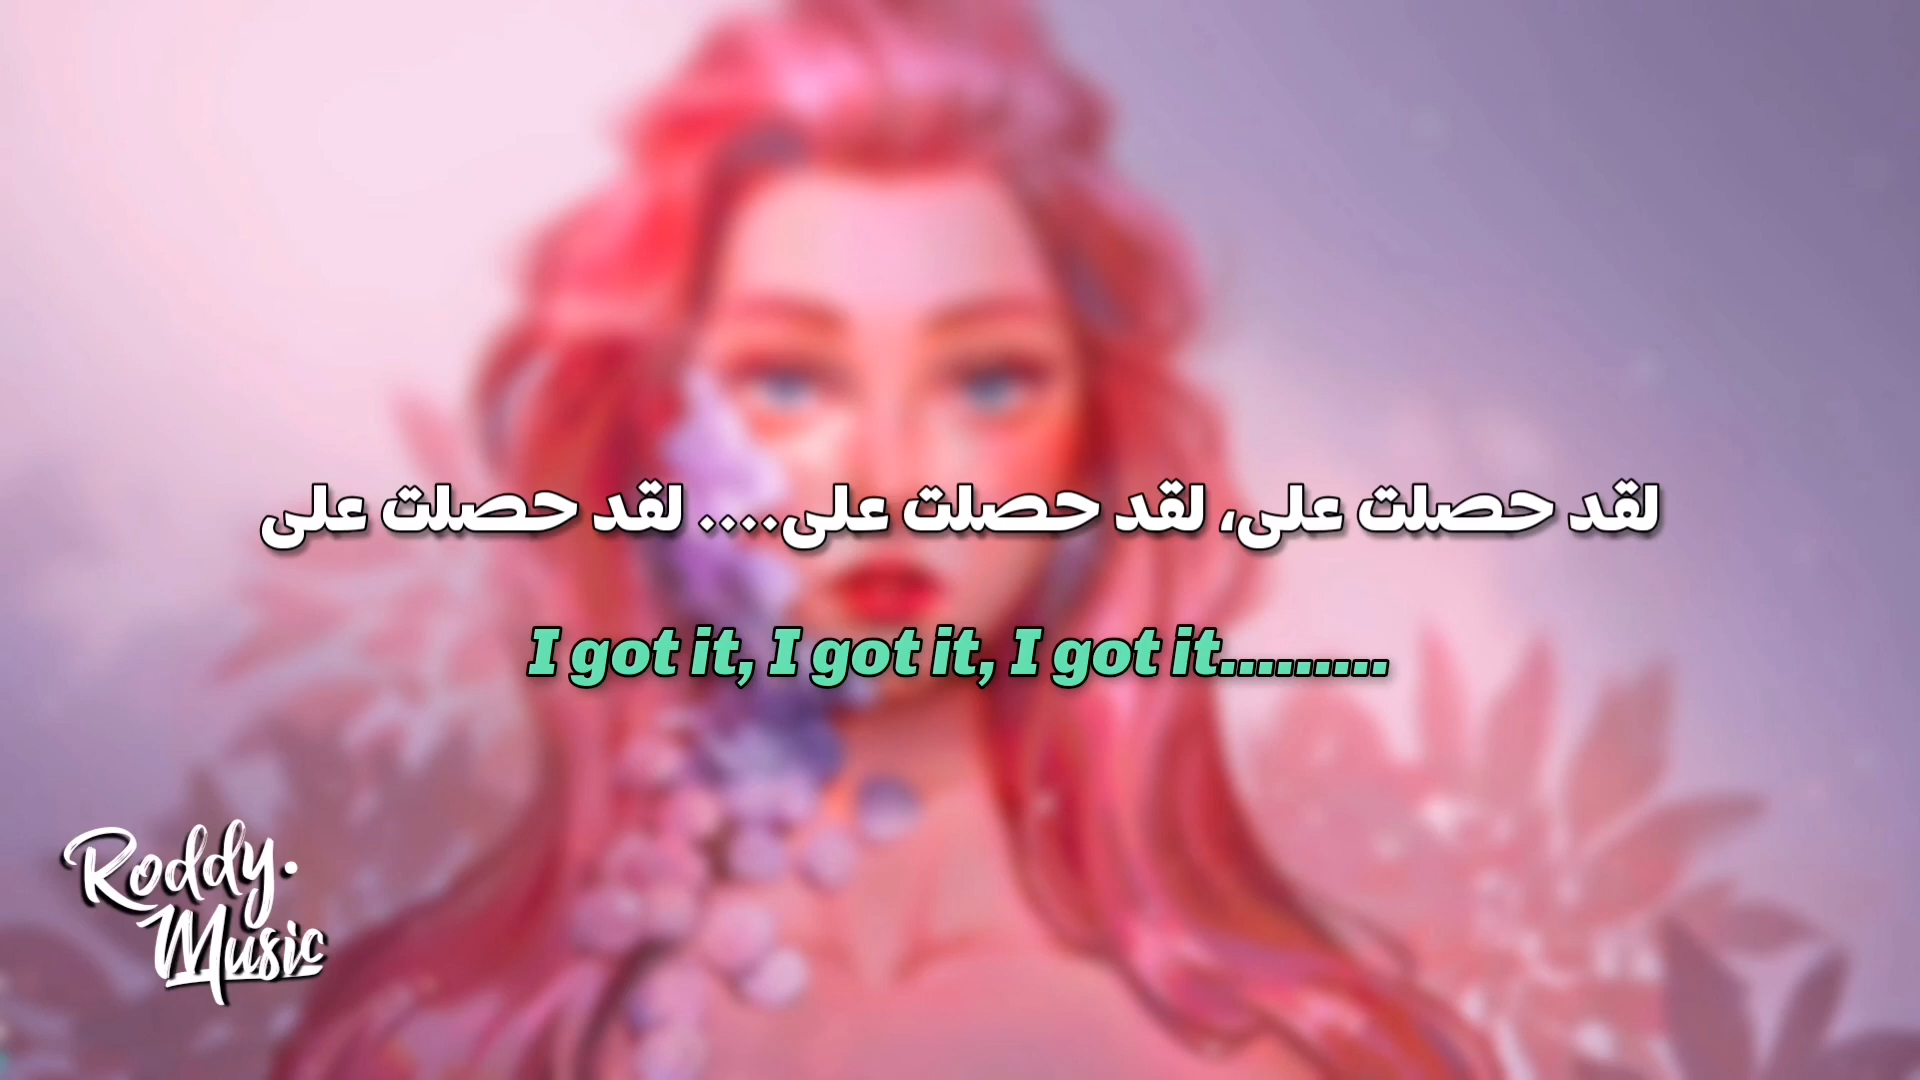 لقد حصلت على، لقد حصلت على.... لقد حصلت على
I got it, I got it, I got it.........
Roddy.
Music